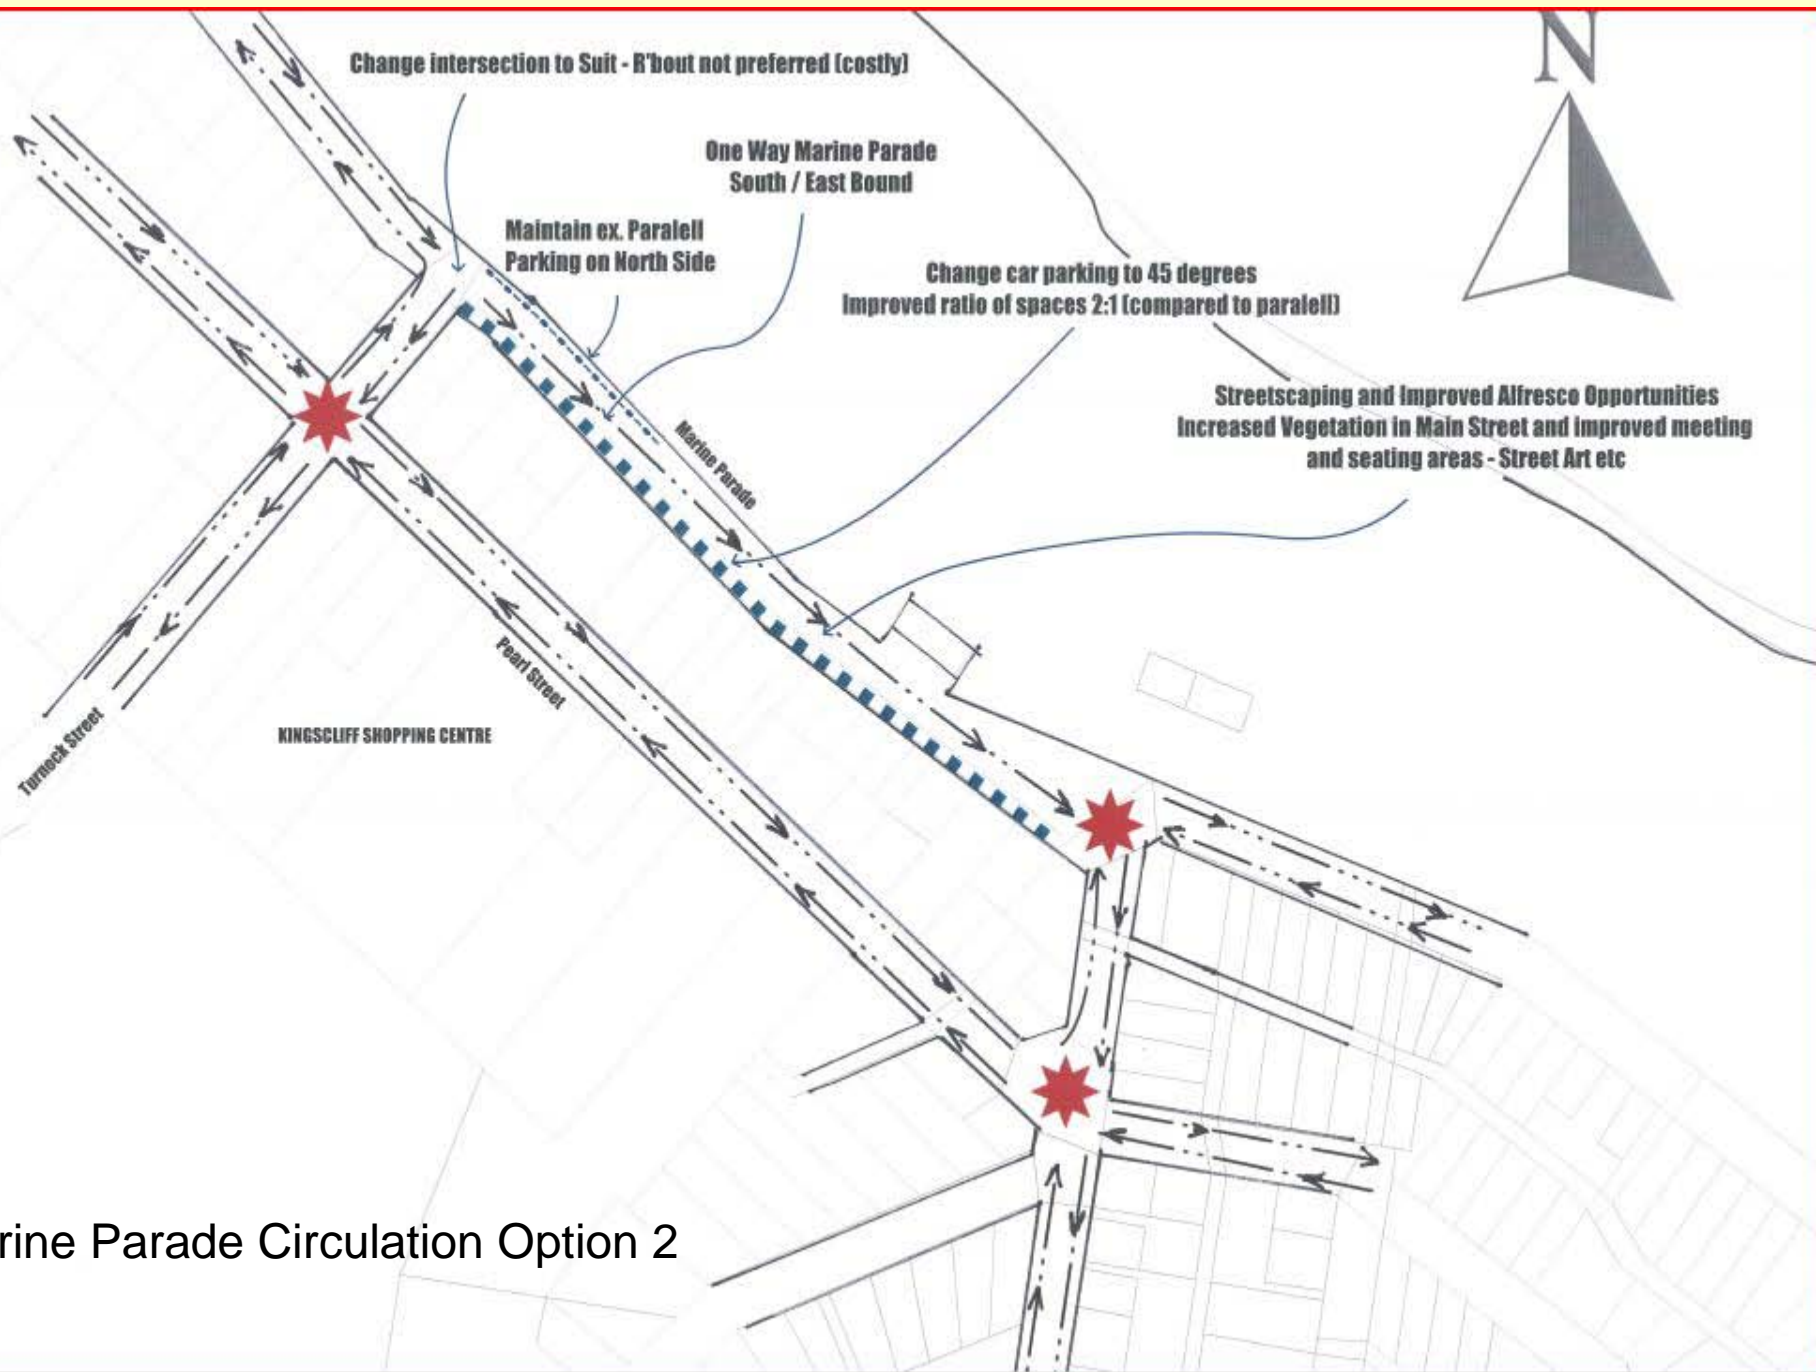 N
Change intersection to Suit - R'bout not preferred (costly)
One Way Marine Parade
South / East Bound
Maintain ex. Paralell
Parking on North Side
Change car parking to 45 degrees
Improved ratio of spaces 2:1 (compared to paralell)
Streetscaping and Improved Alfresco Opportunities
Increased Vegetation in Main Street and improved meeting
and seating areas - Street Art etc
Marine Parade
Pearl Street
KINGSCLIFF SHOPPING CENTRE
Turnock Street
rine Parade Circulation Option 2